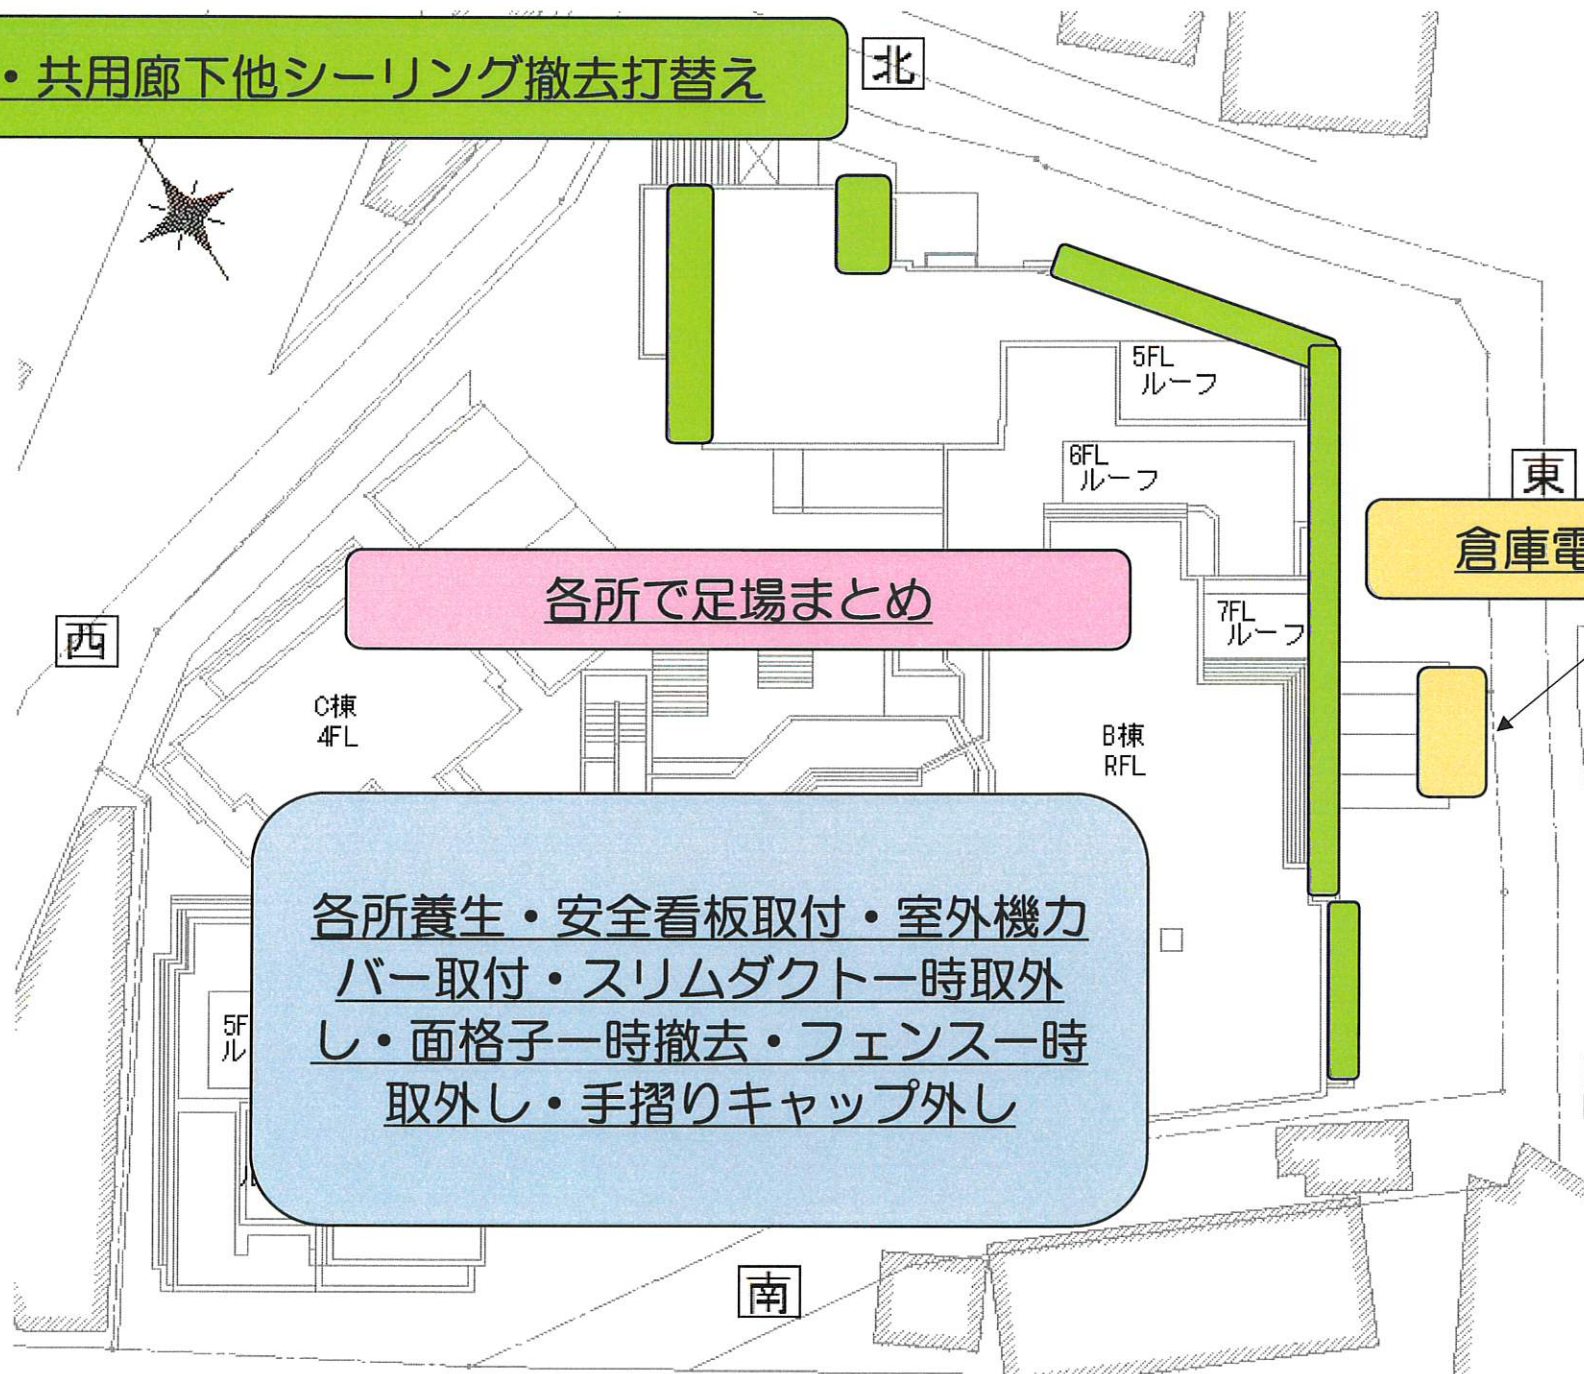 ・共用廊下他シーリング撤去打替え
北
5FL
ルーフ
6FL
ルーフ
東
倉庫電
各所で足場まとめ
7FL
ルーフ
西
C棟
4FL
B棟
RFL
各所養生・安全看板取付・室外機カ
バー取付・スリムダクト一時取外
し・面格子一時撤去・フェンス一時
取外し・手摺りキャップ外し
5F
ル
南